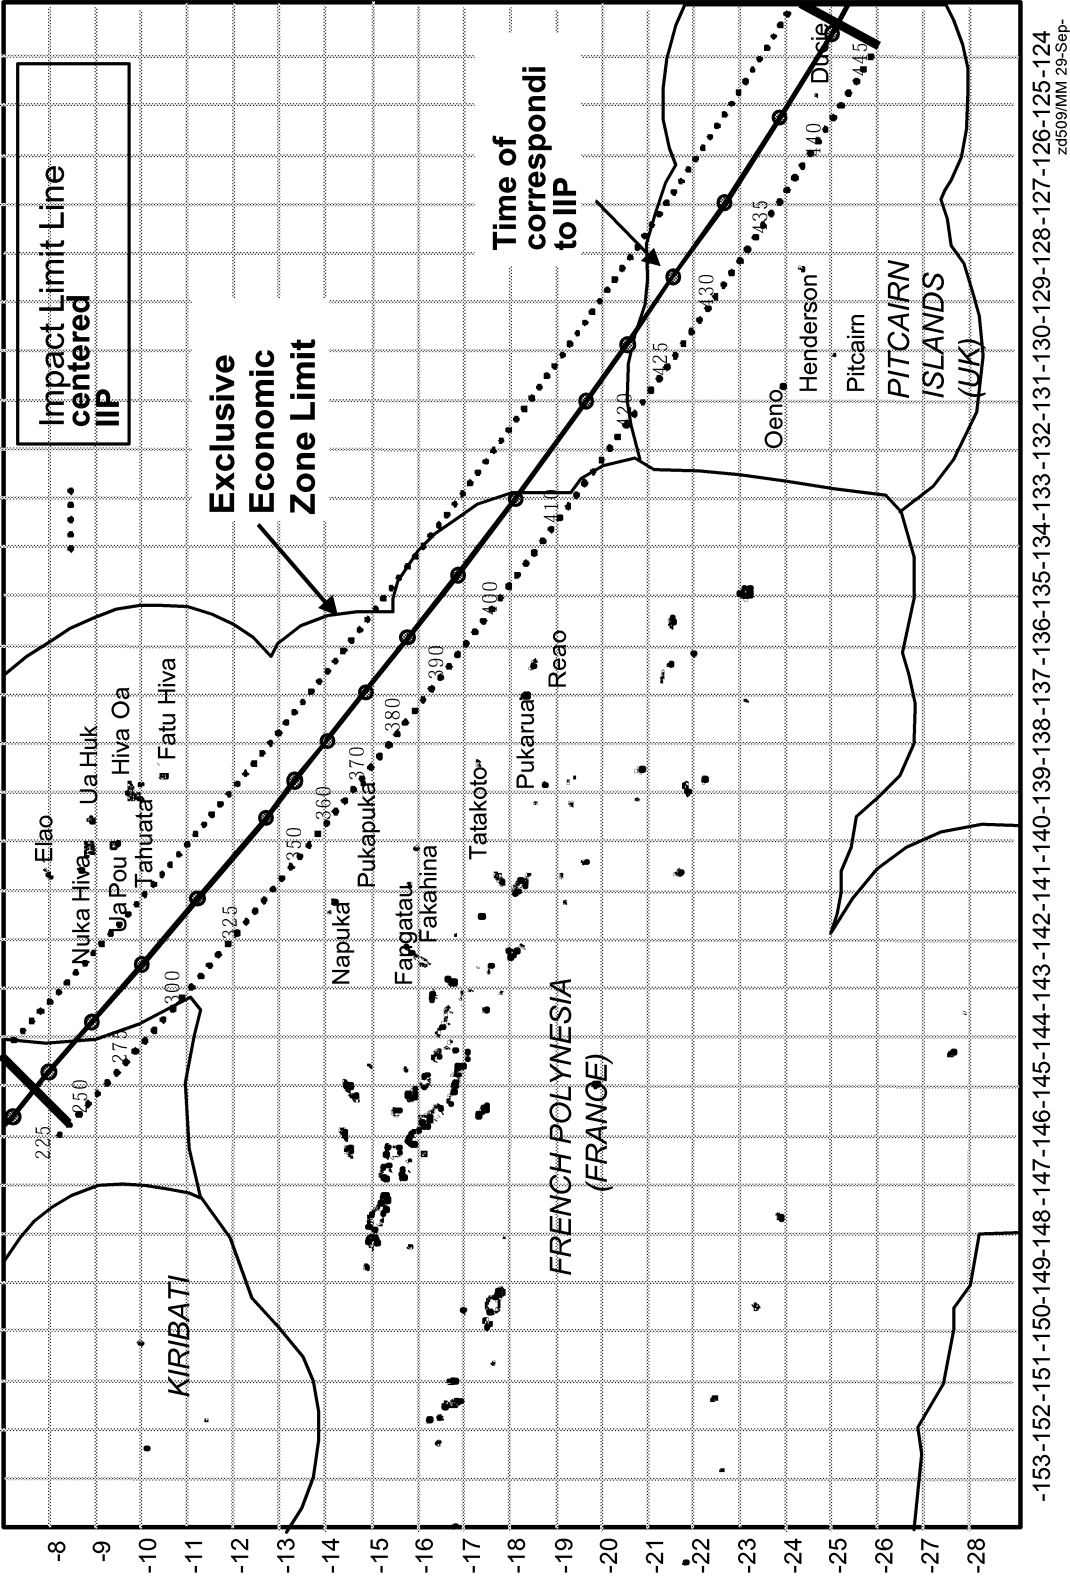 Impact Limit Line
centered
IIP
Exclusive
Economic
Zone Limit
Time of
correspondi
to IIP
Elao
Nuka Hiva
Ua Huk
Ua Pou
Hiva Oa
Tahuata
Fatu Hiva
Napuka
Pukapuka
Fangatau
Fakahina
Tatakoto
Pukarua
Reao
Oeno
Henderson
Pitcairn
Ducie
KIRIBATI
FRENCH POLYNESIA
(FRANCE)
PITCAIRN
ISLANDS
(UK)
225
250
275
300
325
350
360
370
380
390
400
410
420
425
430
435
440
445
-8
-9
-10
-11
-12
-13
-14
-15
-16
-17
-18
-19
-20
-21
-22
-23
-24
-25
-26
-27
-28
-153-152-151-150-149-148-147-146-145-144-143-142-141-140-139-138-137-136-135-134-133-132-131-130-129-128-127-126-125-124
zd509/MM 29-Sep-